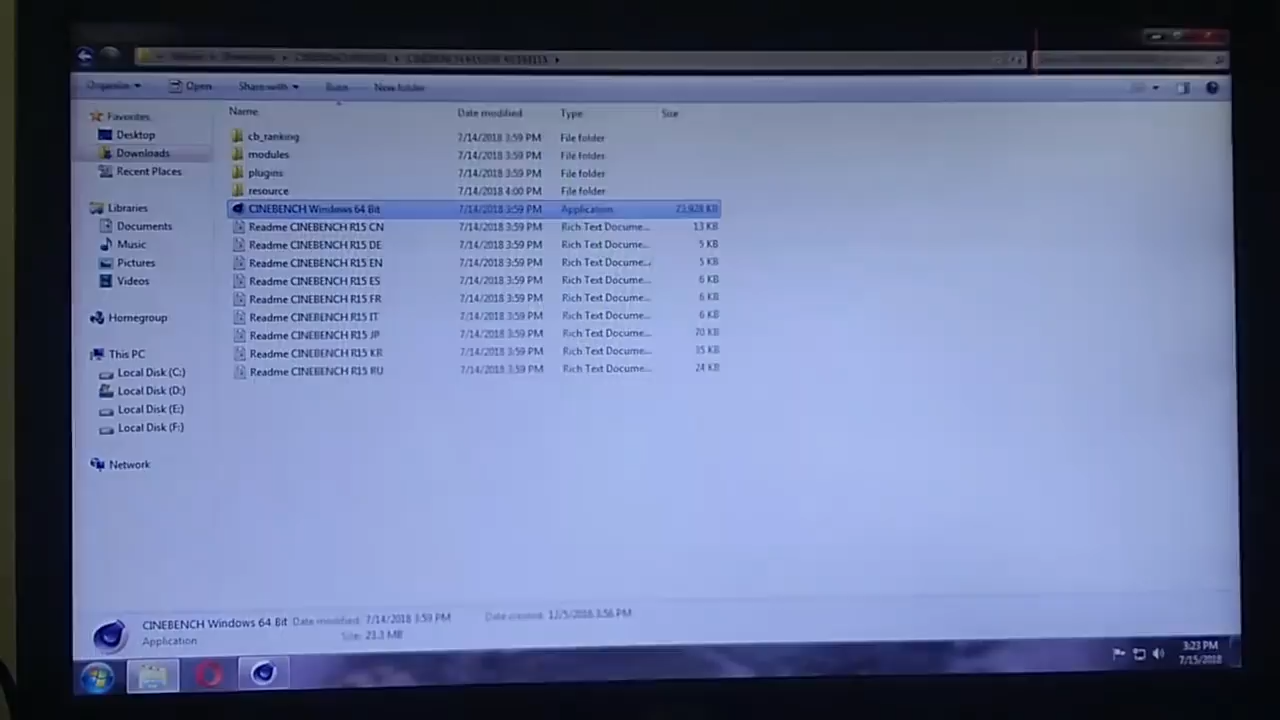 Organize Open Share with Burn New folder
Name Date modified Type Size
Favorites
Desktop
Downloads
Recent Places
Libraries
Documents
Music
Pictures
Videos
Homegroup
This PC
Local Disk (C:)
Local Disk (D:)
Local Disk (E:)
Local Disk (F:)
Network
cb_ranking 7/14/2018 3:59 PM File folder
modules 7/14/2018 3:59 PM File folder
plugins 7/14/2018 3:59 PM File folder
resource 7/14/2018 4:00 PM File folder
CINEBENCH Windows 64 Bit 7/14/2018 3:59 PM Application 23,928 KB
Readme CINEBENCH R15 CN 7/14/2018 3:59 PM Rich Text Docume... 13 KB
Readme CINEBENCH R15 DE 7/14/2018 3:59 PM Rich Text Docume... 5 KB
Readme CINEBENCH R15 EN 7/14/2018 3:59 PM Rich Text Docume... 5 KB
Readme CINEBENCH R15 ES 7/14/2018 3:59 PM Rich Text Docume... 6 KB
Readme CINEBENCH R15 FR 7/14/2018 3:59 PM Rich Text Docume... 6 KB
Readme CINEBENCH R15 IT 7/14/2018 3:59 PM Rich Text Docume... 6 KB
Readme CINEBENCH R15 JP 7/14/2018 3:59 PM Rich Text Docume... 70 KB
Readme CINEBENCH R15 KR 7/14/2018 3:59 PM Rich Text Docume... 35 KB
Readme CINEBENCH R15 RU 7/14/2018 3:59 PM Rich Text Docume... 24 KB
CINEBENCH Windows 64 Bit Date modified: 7/14/2018 3:59 PM Date created: 12/5/2018 3:56 PM
Application Size: 23.3 MB
3:23 PM
7/15/2018